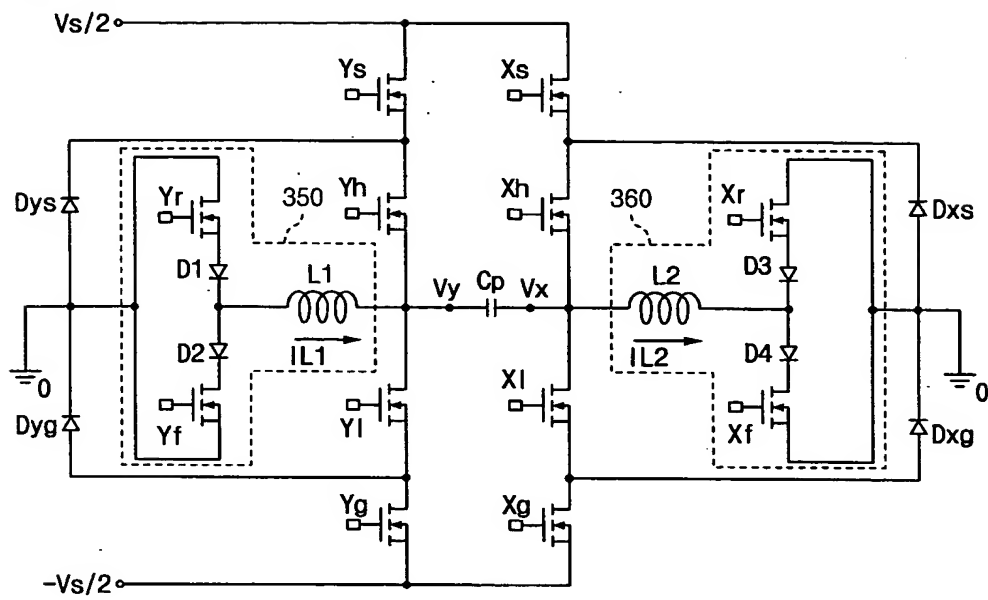 Vs/2
Ys
Xs
Dys
Yr
350
Yh
Xh
360
Xr
Dxs
D1
L1
Vy
Cp
Vx
L2
D3
0
D2
IL1
IL2
D4
0
Dyg
Yf
Yl
Xl
Xf
Dxg
Yg
Xg
-Vs/2